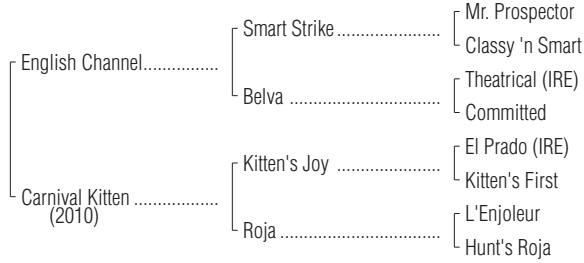 Mr. Prospector
Smart Strike
Classy 'n Smart
English Channel
Theatrical (IRE)
Belva
Committed
El Prado (IRE)
Kitten's Joy
Kitten's First
Carnival Kitten
(2010)
L'Enjoleur
Roja
Hunt's Roja